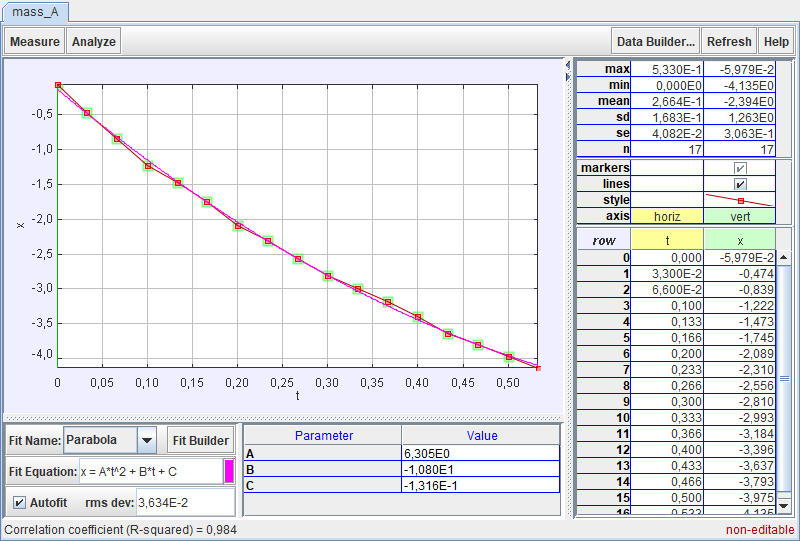 mass_A
Measure Analyze Data Builder... Refresh Help
max 5,330E-1 -5,979E-2
min 0,000E0 -4,135E0
mean 2,664E-1 -2,394E0
sd 1,683E-1 1,263E0
se 4,082E-2 3,063E-1
n 17 17
markers
lines
style
axis horiz vert
row t x
0 0,000 -5,979E-2
1 3,300E-2 -0,474
2 6,600E-2 -0,839
3 0,100 -1,222
4 0,133 -1,473
5 0,166 -1,745
6 0,200 -2,089
7 0,233 -2,310
8 0,266 -2,556
9 0,300 -2,810
10 0,333 -2,993
11 0,366 -3,184
12 0,400 -3,396
13 0,433 -3,637
14 0,466 -3,793
15 0,500 -3,975
16 0,533 -4,135
-0,5
-1,0
-1,5
-2,0
-2,5
-3,0
-3,5
-4,0
x
0 0,05 0,10 0,15 0,20 0,25 0,30 0,35 0,40 0,45 0,50
t
Fit Name: Parabola Fit Builder
Fit Equation: x = A*t^2 + B*t + C
Autofit rms dev: 3,634E-2
Parameter Value
A 6,305E0
B -1,080E1
C -1,316E-1
Correlation coefficient (R-squared) = 0,984 non-editable